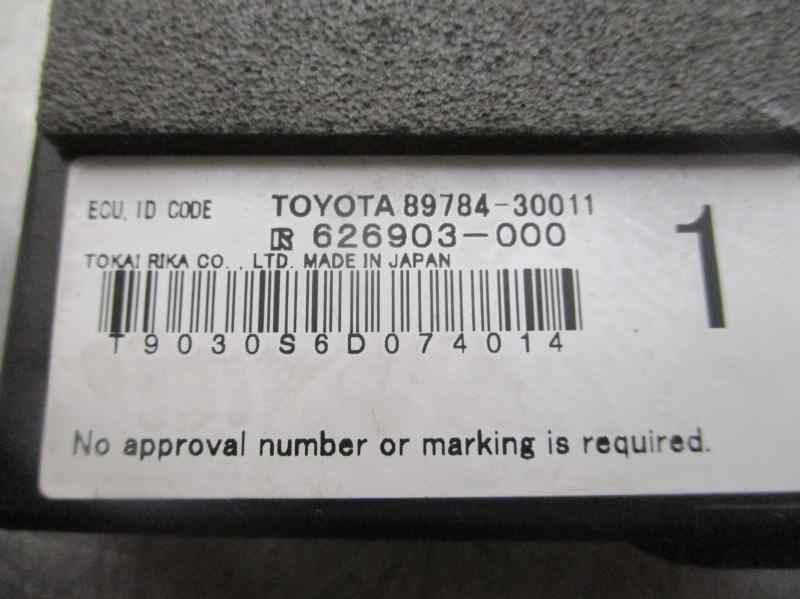 ECU, ID CODE TOYOTA 89784-30011
626903-000
1
TOKAI RIKA CO., LTD. MADE IN JAPAN
T9030S6D074014
No approval number or marking is required.